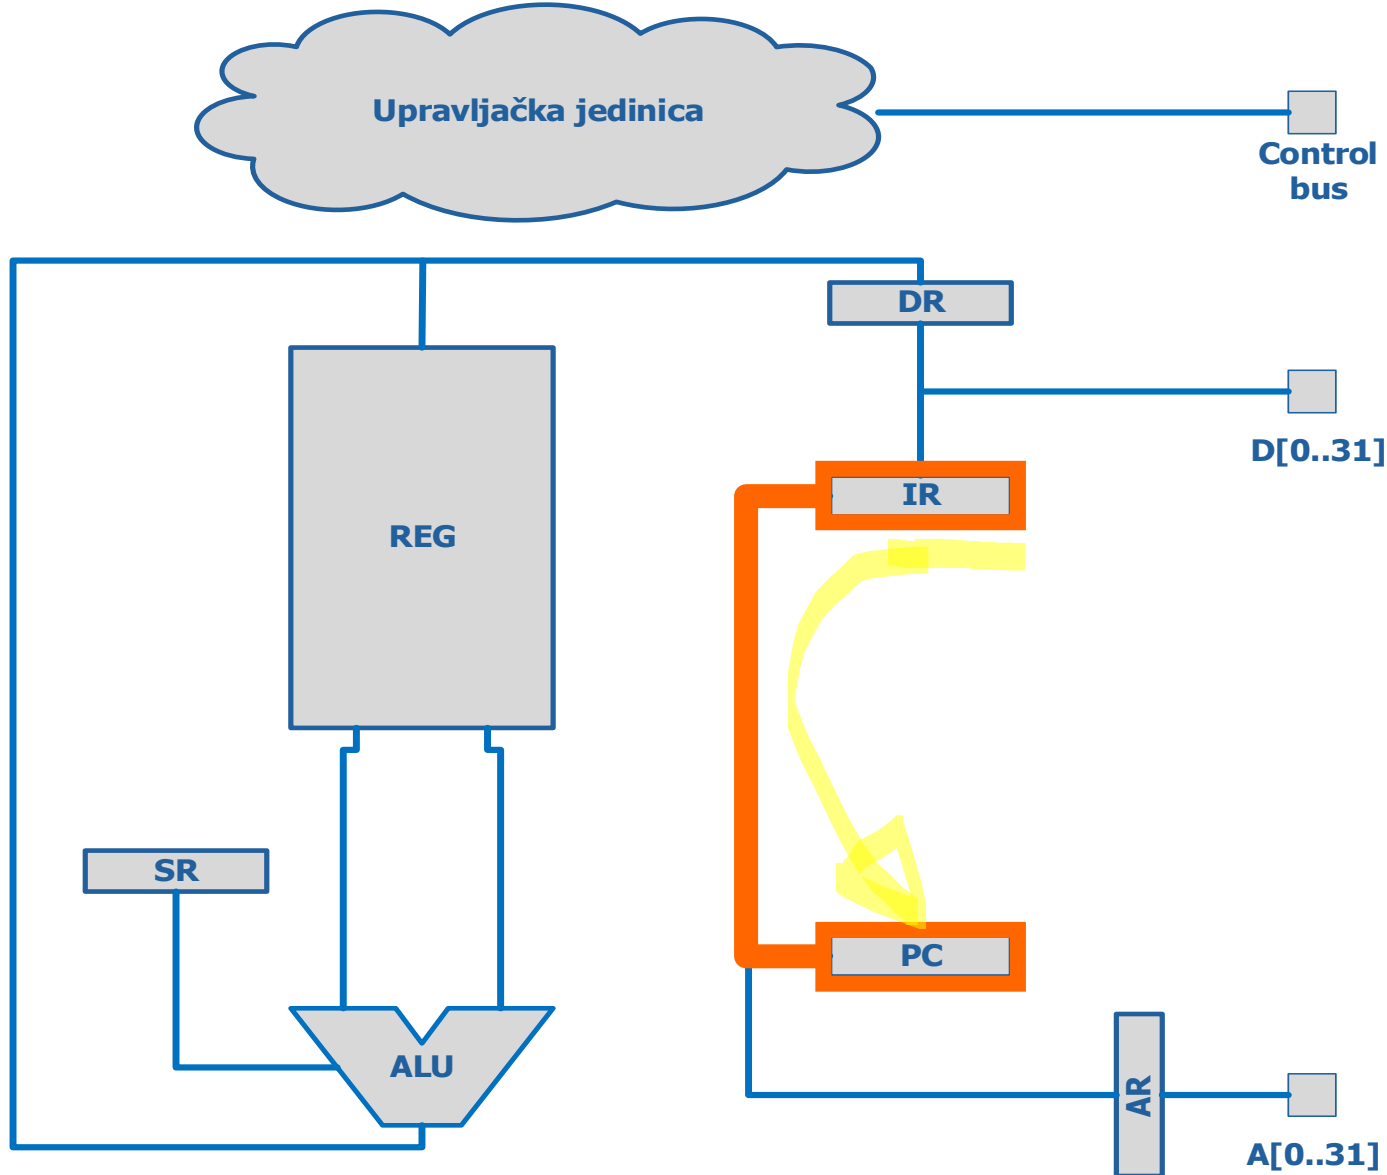 Upravljačka jedinica
Control
bus
DR
D[0..31]
IR
REG
SR
PC
ALU
AR
A[0..31]